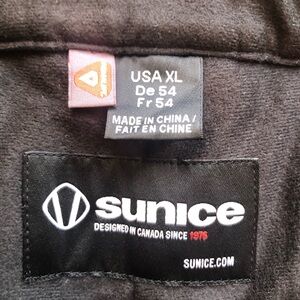 USA XL
De 54
Fr 54
MADE IN CHINA/
FAIT EN CHINE
sunice
DESIGNED IN CANADA SINCE 1976
SUNICE.COM